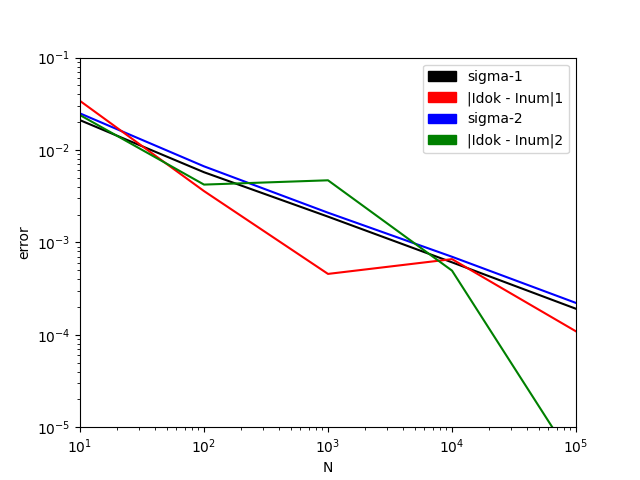 10⁻¹
10⁻²
10⁻³
10⁻⁴
10⁻⁵
error
sigma-1
|Idok - Inum|1
sigma-2
|Idok - Inum|2
10¹ 10² 10³ 10⁴ 10⁵
N